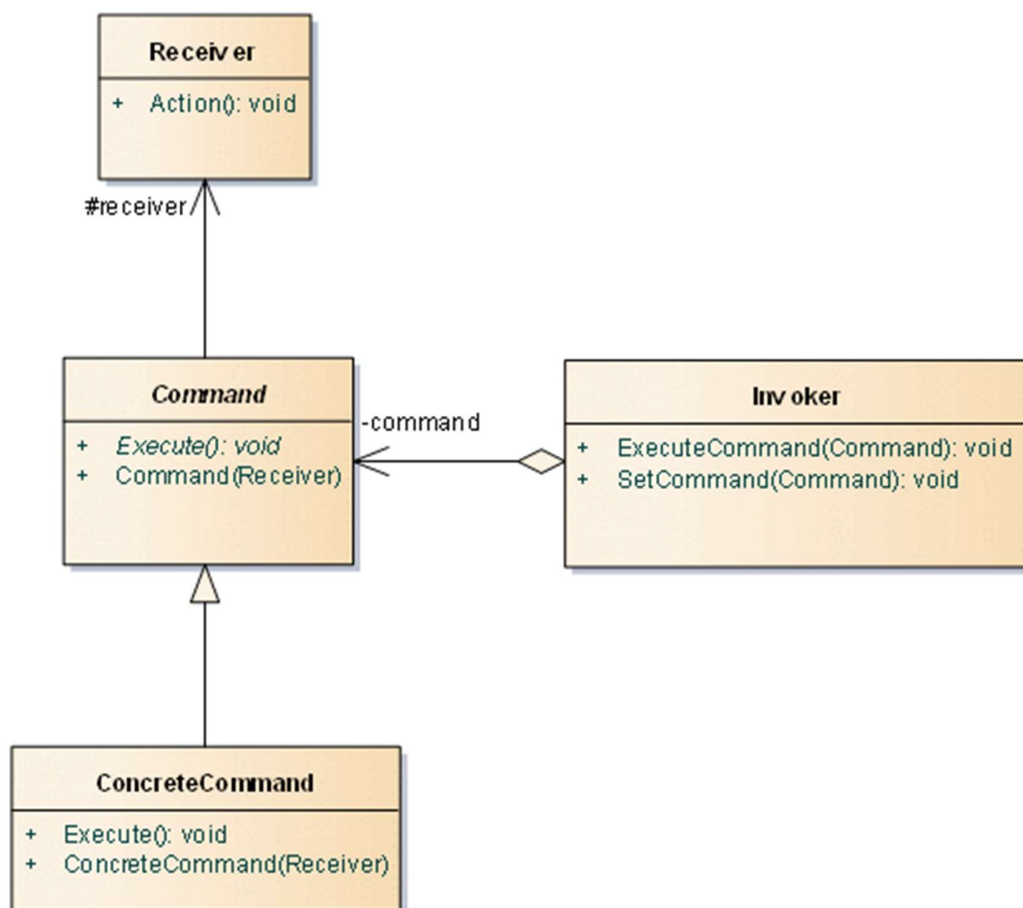 Receiver
+ Action(): void
#receiver
Command
+ Execute(): void
+ Command(Receiver)
-command
Invoker
+ ExecuteCommand(Command): void
+ SetCommand(Command): void
ConcreteCommand
+ Execute(): void
+ ConcreteCommand(Receiver)